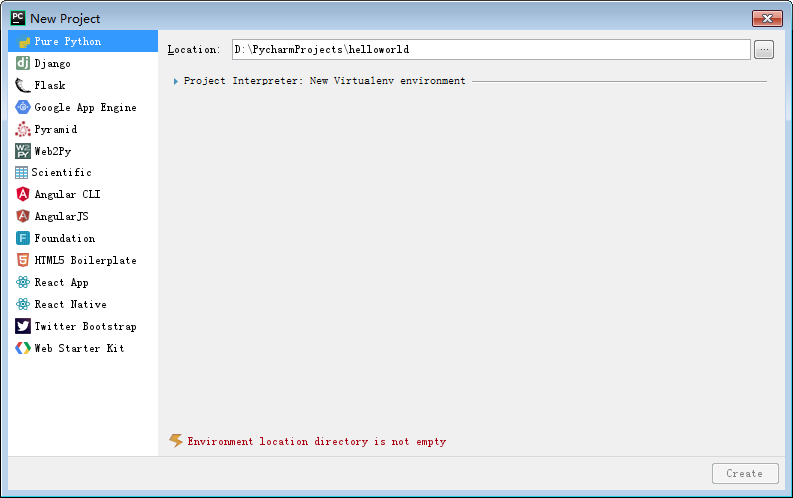 New Project
Pure Python
Django
Flask
Google App Engine
Pyramid
Web2Py
Scientific
Angular CLI
AngularJS
Foundation
HTML5 Boilerplate
React App
React Native
Twitter Bootstrap
Web Starter Kit
Location: D:\PycharmProjects\helloworld ...
Project Interpreter: New Virtualenv environment
Environment location directory is not empty
Create